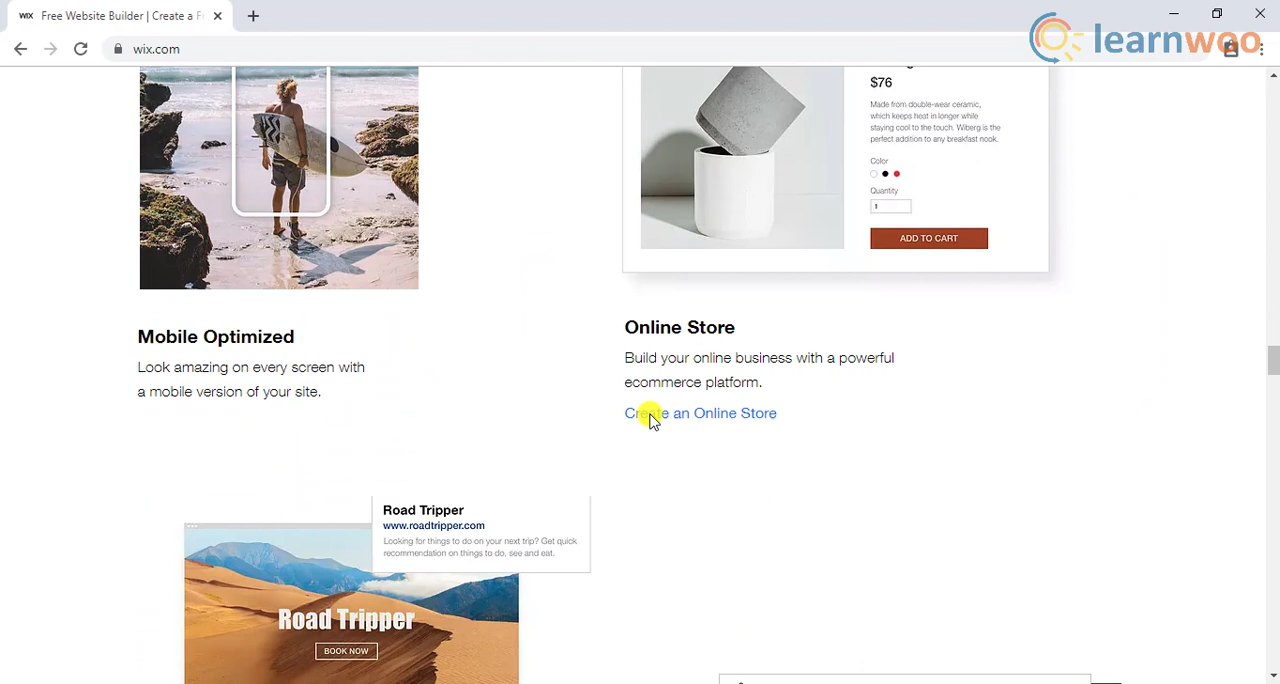 WIX Free Website Builder | Create a Fr
wix.com
learnwoo
$76
Made from double-wear ceramic,
which keeps heat in longer while
staying cool to the touch. Wiberg is the
perfect addition to any breakfast nook.
Color
Quantity
1
ADD TO CART
Mobile Optimized
Look amazing on every screen with
a mobile version of your site.
Online Store
Build your online business with a powerful
ecommerce platform.
Create an Online Store
Road Tripper
www.roadtripper.com
Looking for things to do on your next trip? Get quick
recommendation on things to do, see and eat.
Road Tripper
BOOK NOW